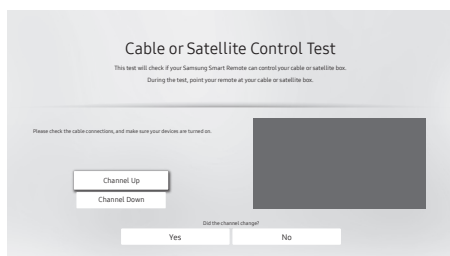 Cable or Satellite Control Test
This test will check if your Samsung Smart Remote can control your cable or satellite box.
During the test, point your remote at your cable or satellite box.
Please check the cable connections, and make sure your devices are turned on.
Channel Up
Channel Down
Did the channel change?
Yes No